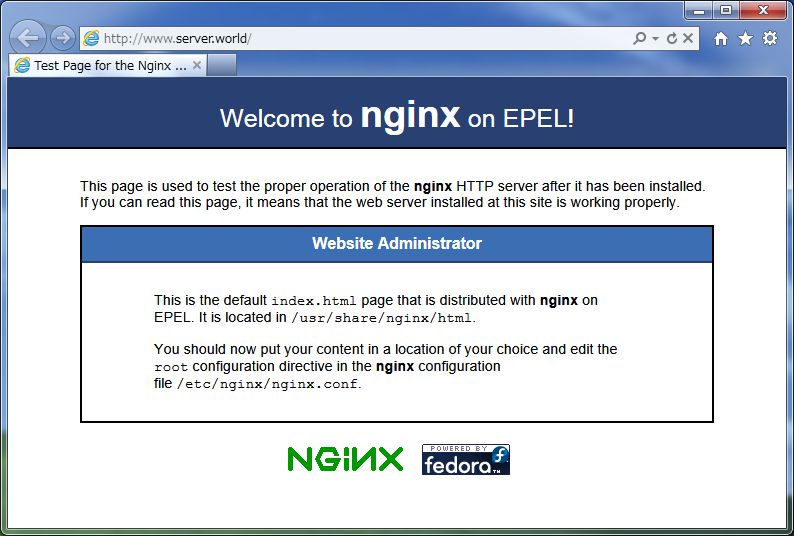 http://www.server.world/
Test Page for the Nginx ...
Welcome to nginx on EPEL!
This page is used to test the proper operation of the nginx HTTP server after it has been installed.
If you can read this page, it means that the web server installed at this site is working properly.
Website Administrator
This is the default index.html page that is distributed with nginx on
EPEL. It is located in /usr/share/nginx/html.
You should now put your content in a location of your choice and edit the
root configuration directive in the nginx configuration
file /etc/nginx/nginx.conf.
NGiNX
POWERED BY
fedora™